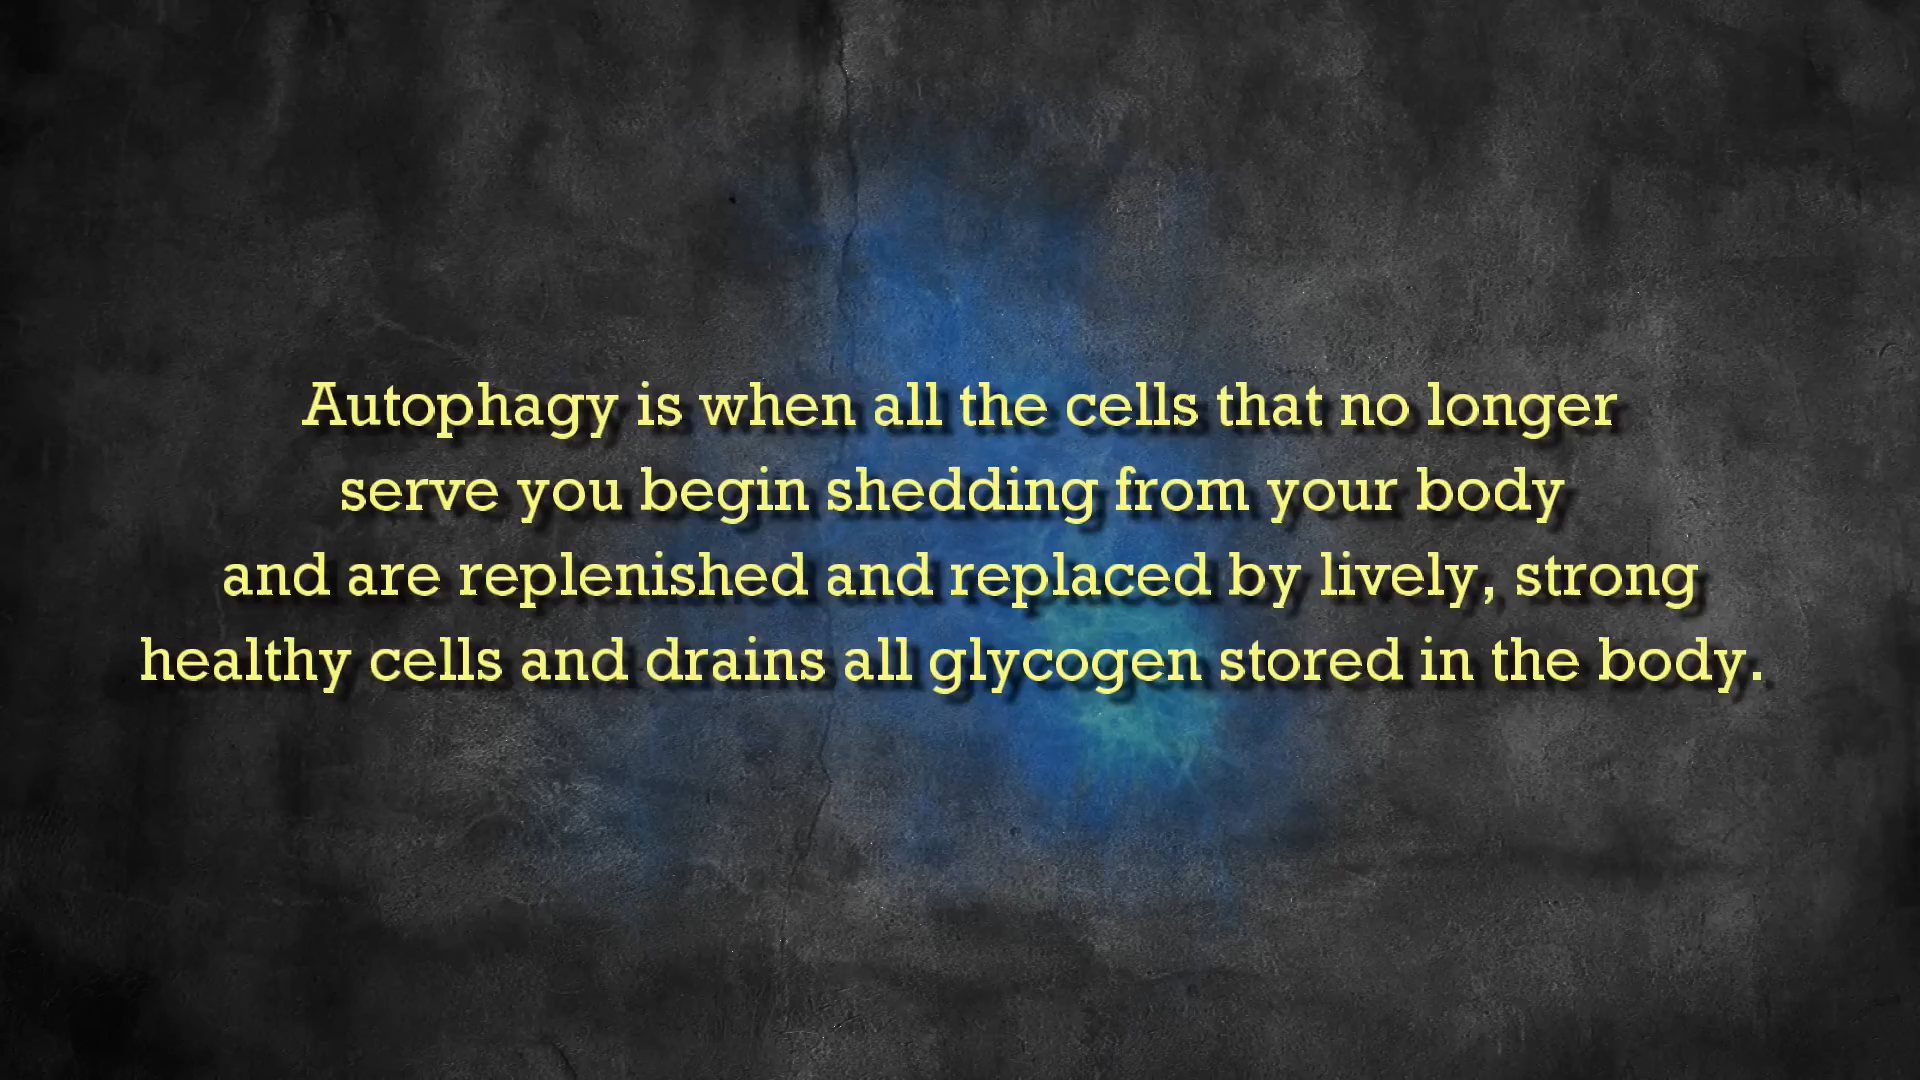 Autophagy is when all the cells that no longer
serve you begin shedding from your body
and are replenished and replaced by lively, strong
healthy cells and drains all glycogen stored in the body.